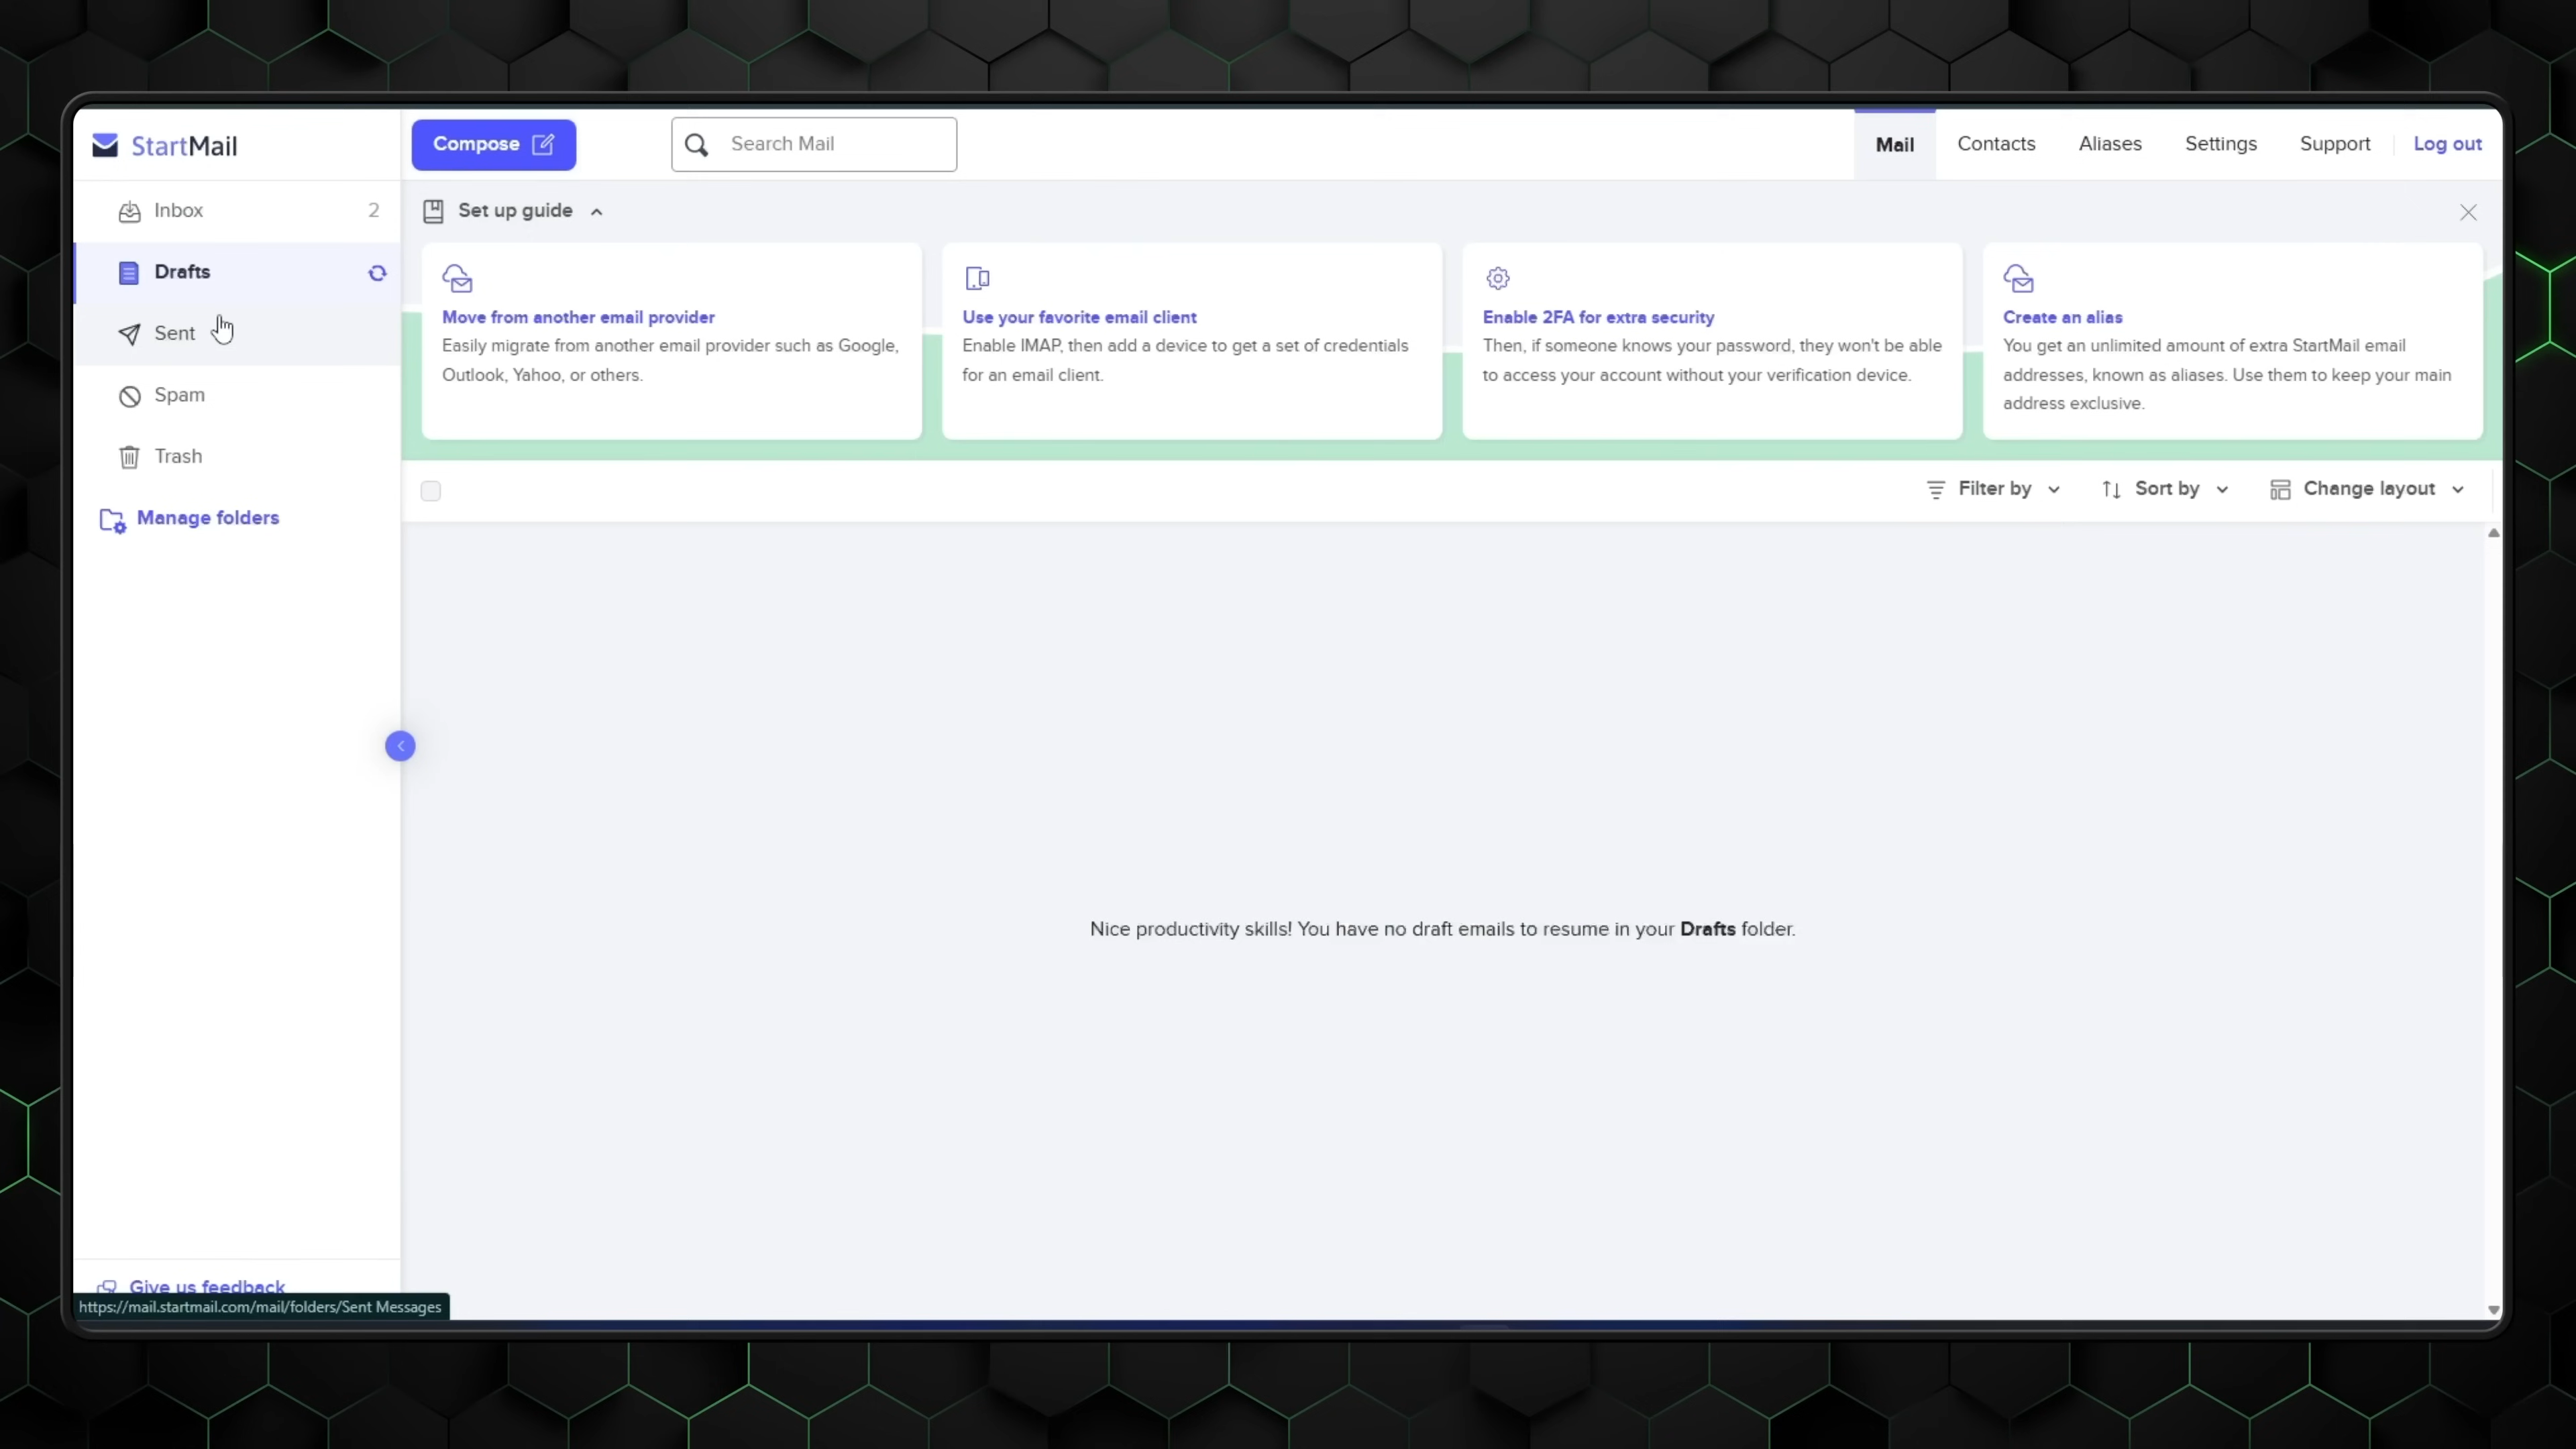 StartMail
Compose
Search Mail
Mail
Contacts
Aliases
Settings
Support
Log out
Inbox
2
Drafts
Sent
Spam
Trash
Manage folders
Set up guide
Move from another email provider
Easily migrate from another email provider such as Google,
Outlook, Yahoo, or others.
Use your favorite email client
Enable IMAP, then add a device to get a set of credentials
for an email client.
Enable 2FA for extra security
Then, if someone knows your password, they won't be able
to access your account without your verification device.
Create an alias
You get an unlimited amount of extra StartMail email
addresses, known as aliases. Use them to keep your main
address exclusive.
Filter by
Sort by
Change layout
Nice productivity skills! You have no draft emails to resume in your Drafts folder.
Give us feedback
https://mail.startmail.com/mail/folders/Sent Messages